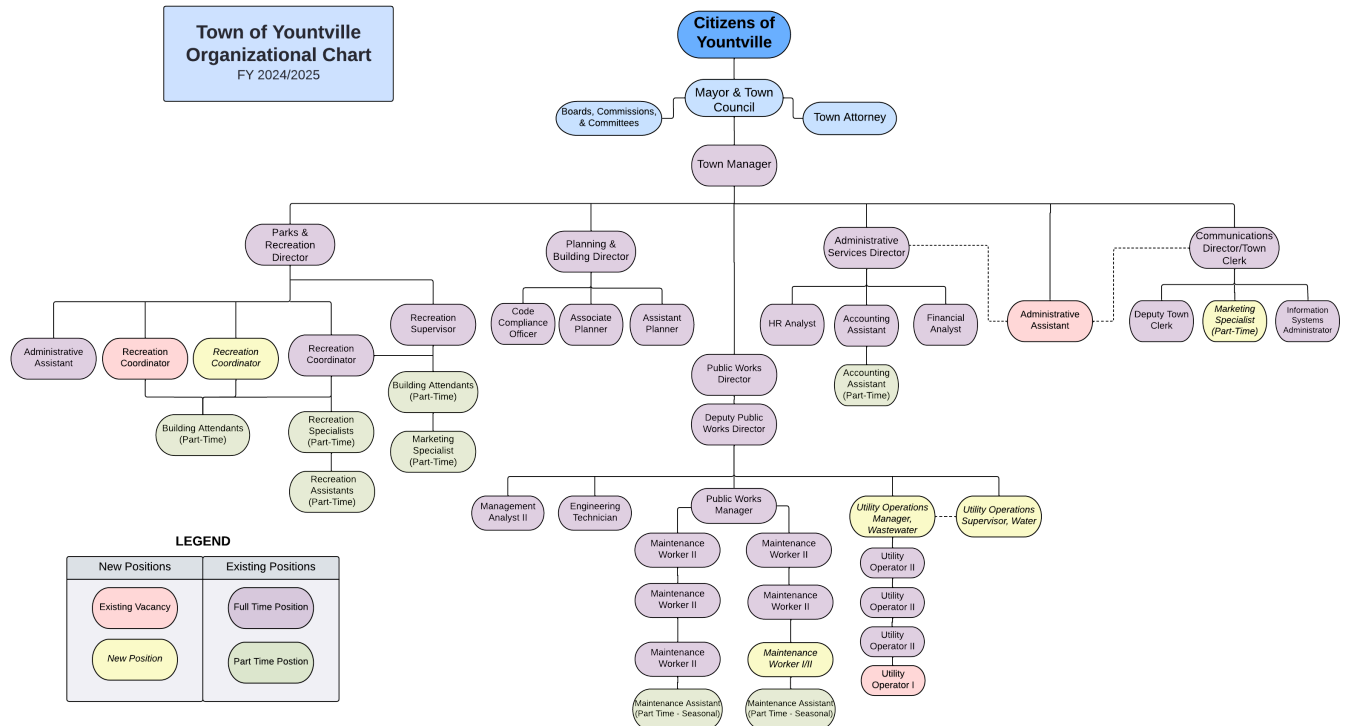 Town of Yountville
Organizational Chart
FY 2024/2025
Citizens of
Yountville
Mayor & Town
Council
Boards, Commissions,
& Committees
Town Attorney
Town Manager
Parks &
Recreation
Director
Planning &
Building Director
Administrative
Services Director
Communications
Director/Town
Clerk
Recreation
Supervisor
Code
Compliance
Officer
Associate
Planner
Assistant
Planner
HR Analyst
Accounting
Assistant
Financial
Analyst
Administrative
Assistant
Deputy Town
Clerk
Marketing
Specialist
(Part-Time)
Information
Systems
Administrator
Administrative
Assistant
Recreation
Coordinator
Recreation
Coordinator
Recreation
Coordinator
Public Works
Director
Building Attendants
(Part-Time)
Accounting
Assistant
(Part-Time)
Building Attendants
(Part-Time)
Recreation
Specialists
(Part-Time)
Marketing
Specialist
(Part-Time)
Deputy Public
Works Director
Recreation
Assistants
(Part-Time)
Management
Analyst II
Engineering
Technician
Public Works
Manager
Utility Operations
Manager,
Wastewater
Utility Operations
Supervisor, Water
Maintenance
Worker II
Maintenance
Worker II
Utility
Operator II
Maintenance
Worker II
Maintenance
Worker II
Utility
Operator II
Maintenance
Worker II
Maintenance
Worker I/II
Utility
Operator II
Utility
Operator I
Maintenance Assistant
(Part Time - Seasonal)
Maintenance Assistant
(Part Time - Seasonal)
LEGEND
New Positions
Existing Positions
Existing Vacancy
Full Time Position
New Position
Part Time Postion